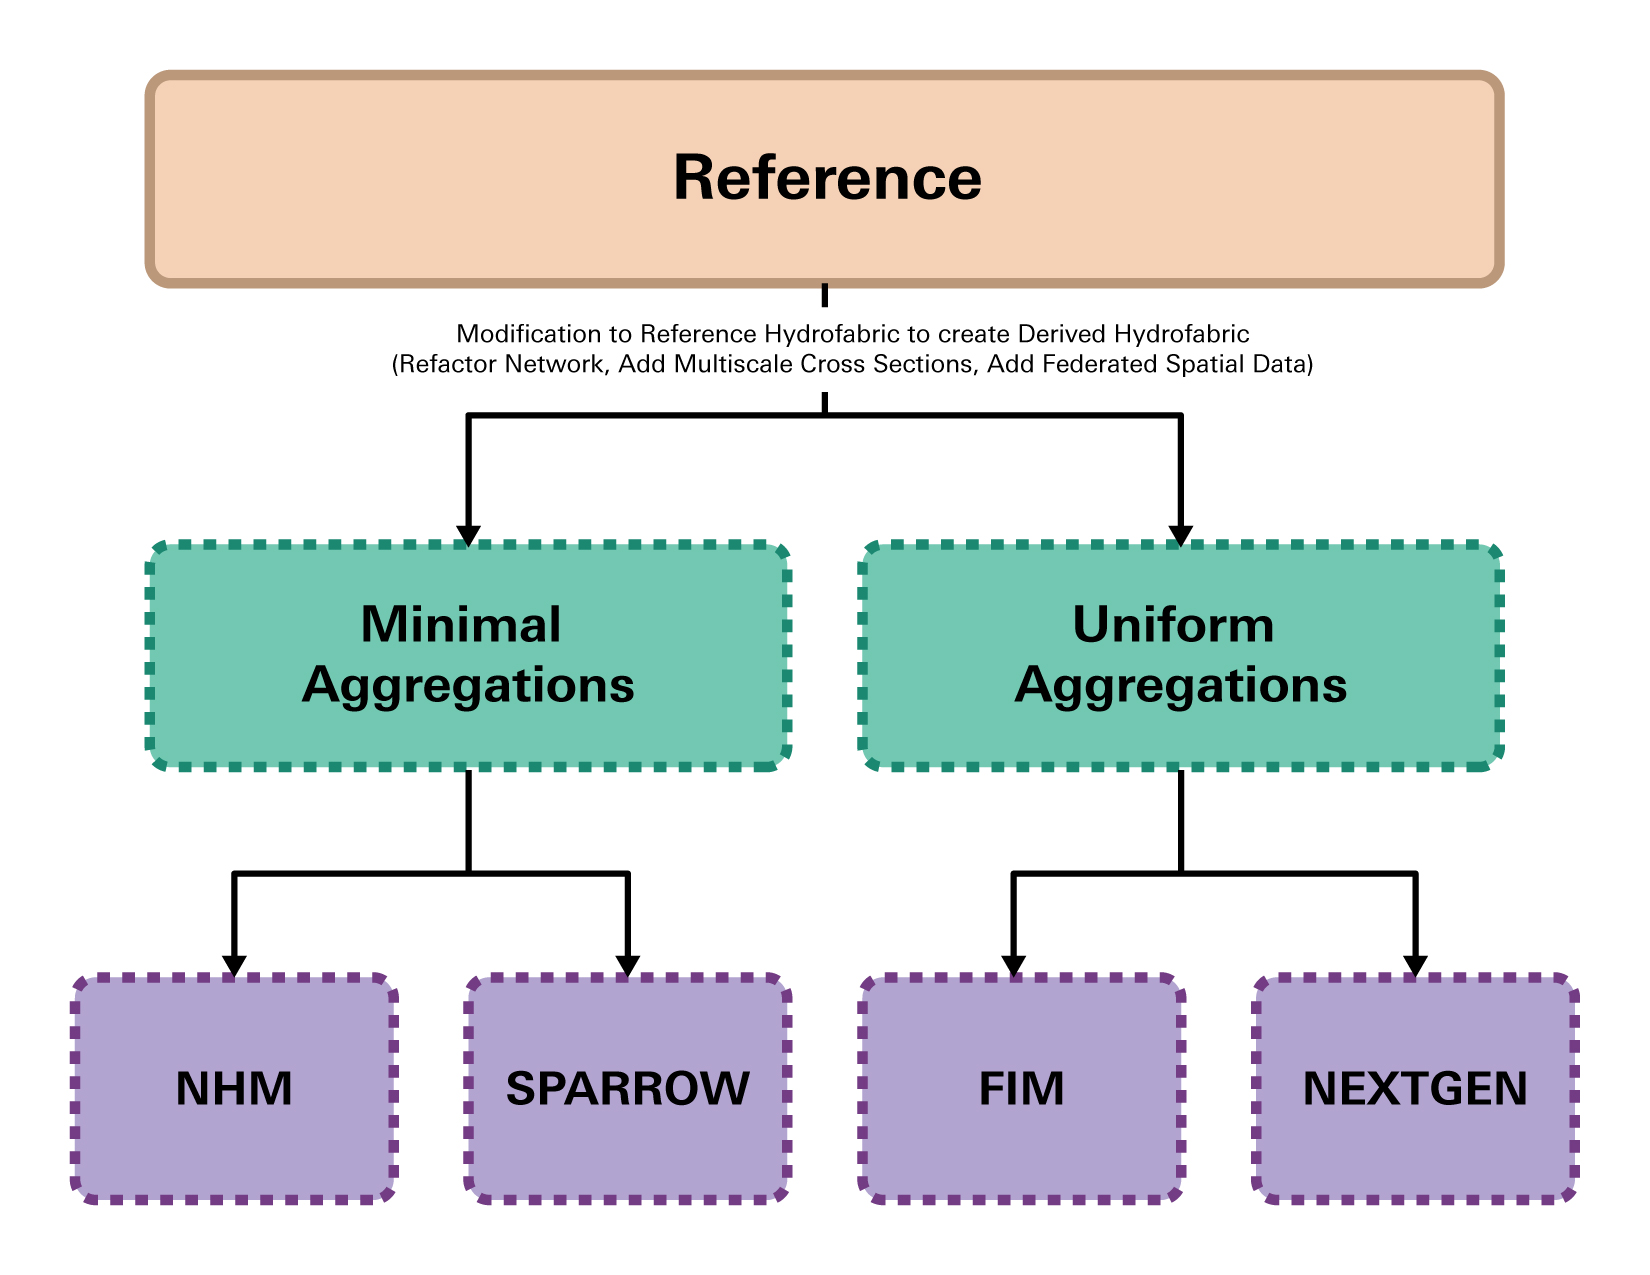 Reference
Modification to Reference Hydrofabric to create Derived Hydrofabric
(Refactor Network, Add Multiscale Cross Sections, Add Federated Spatial Data)
Minimal
Aggregations
Uniform
Aggregations
NHM
SPARROW
FIM
NEXTGEN